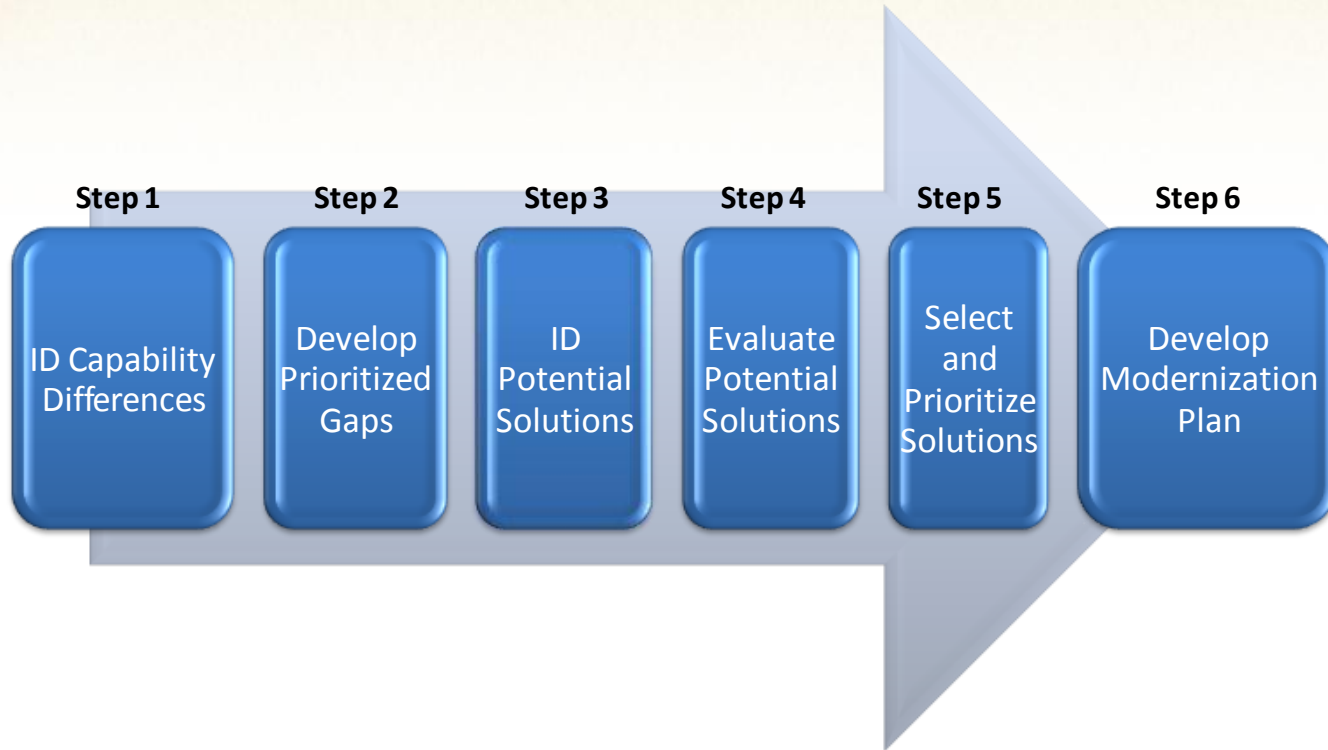 Step 1
ID Capability
Differences
Step 2
Develop
Prioritized
Gaps
Step 3
ID
Potential
Solutions
Step 4
Evaluate
Potential
Solutions
Step 5
Select
and
Prioritize
Solutions
Step 6
Develop
Modernization
Plan